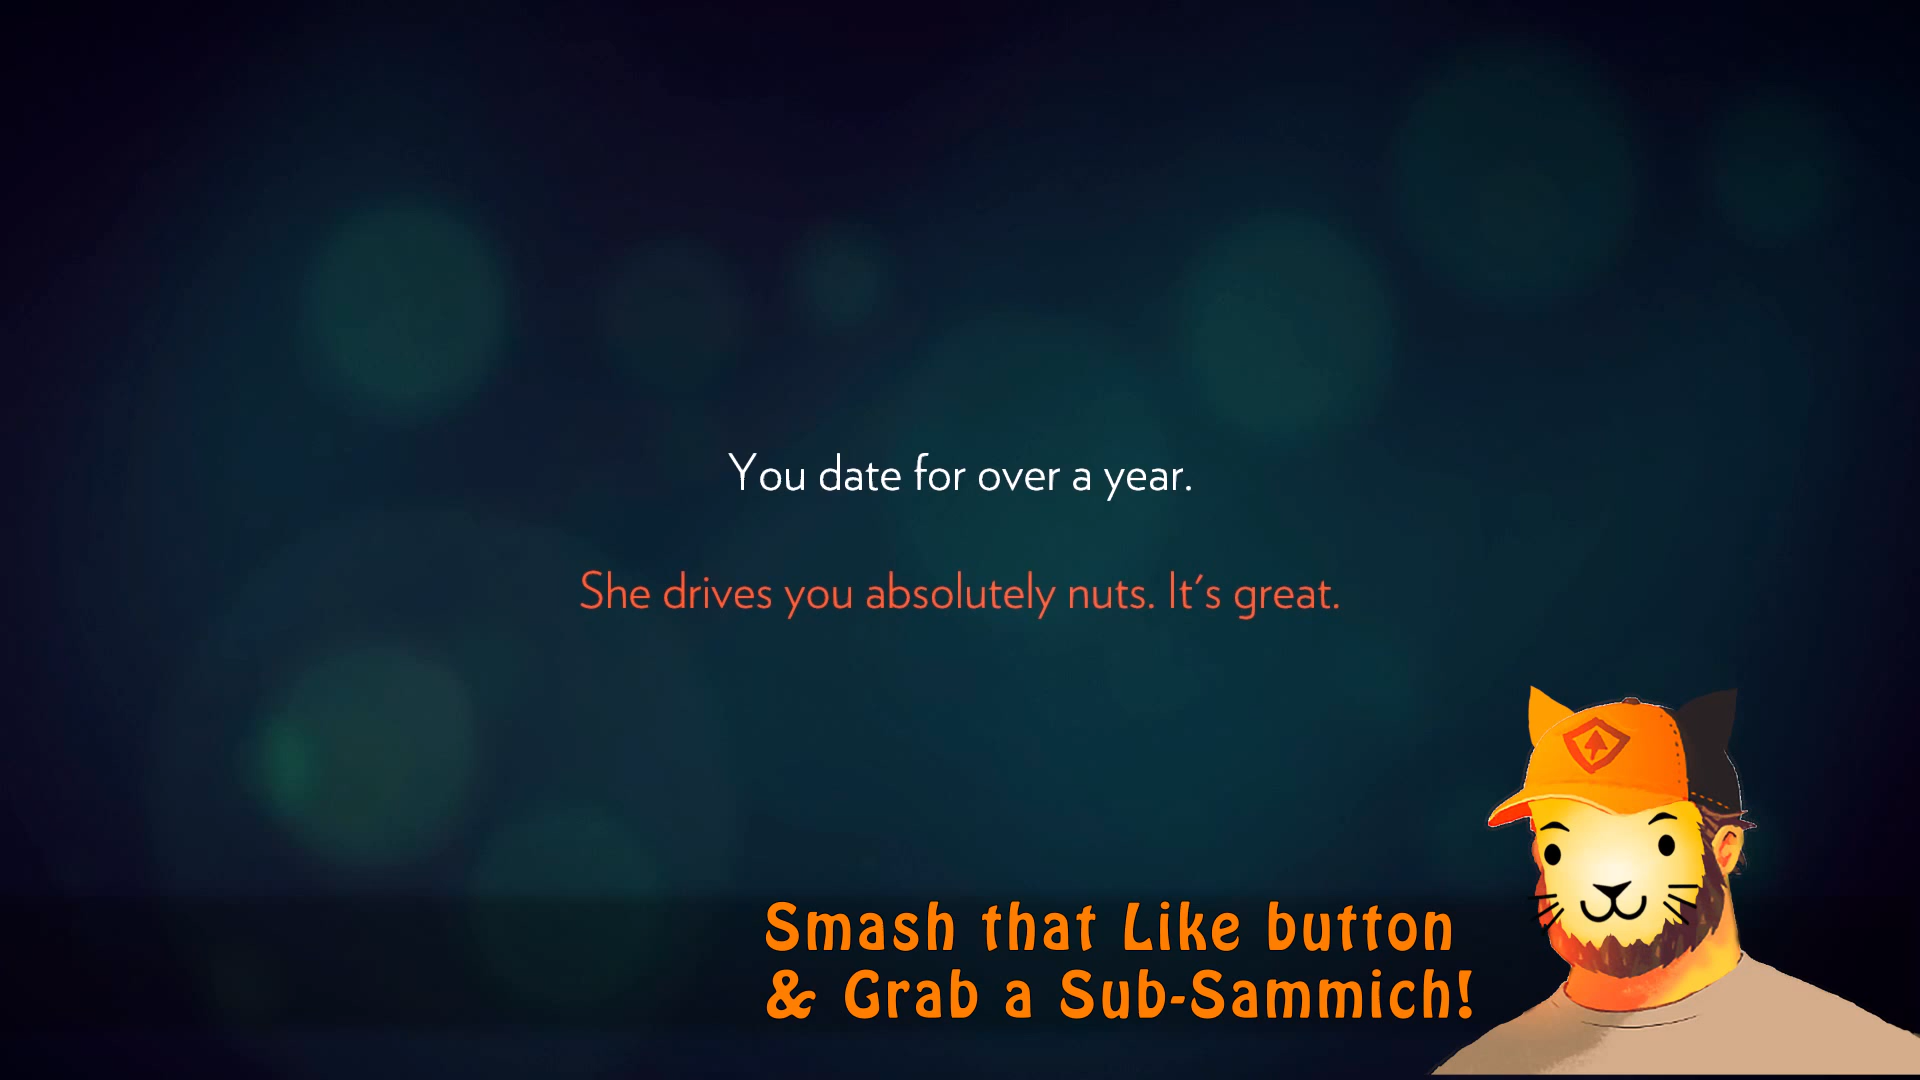 You date for over a year.
She drives you absolutely nuts. It's great.
Smash that Like button
& Grab a Sub-Sammich!